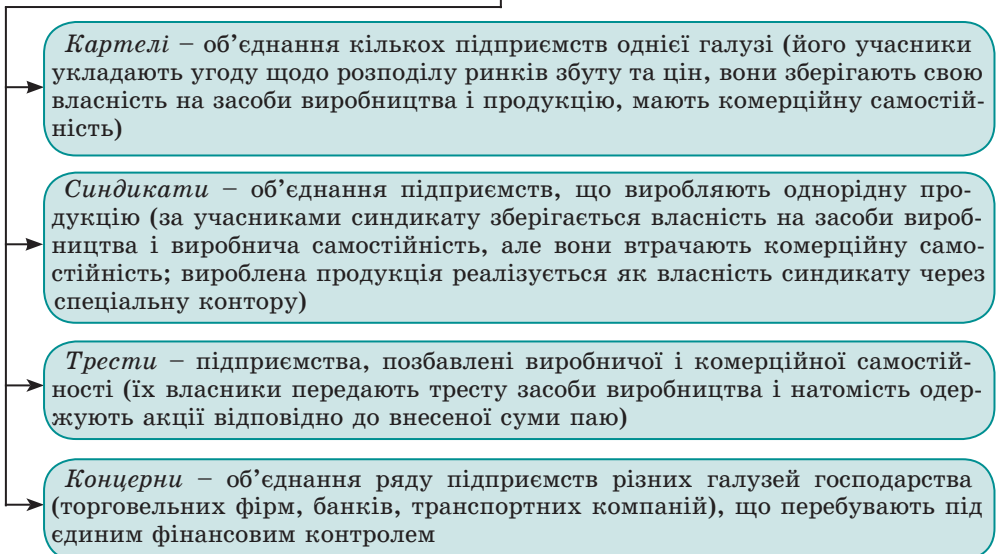 Картелі – об’єднання кількох підприємств однієї галузі (його учасники
укладають угоду щодо розподілу ринків збуту та цін, вони зберігають свою
власність на засоби виробництва і продукцію, мають комерційну самостій-
ність)
Синдикати – об’єднання підприємств, що виробляють однорідну про-
дукцію (за учасниками синдикату зберігається власність на засоби вироб-
ництва і виробнича самостійність, але вони втрачають комерційну само-
стійність; вироблена продукція реалізується як власність синдикату через
спеціальну контору)
Трести – підприємства, позбавлені виробничої і комерційної самостій-
ності (їх власники передають тресту засоби виробництва і натомість одер-
жують акції відповідно до внесеної суми паю)
Концерни – об’єднання ряду підприємств різних галузей господарства
(торговельних фірм, банків, транспортних компаній), що перебувають під
єдиним фінансовим контролем